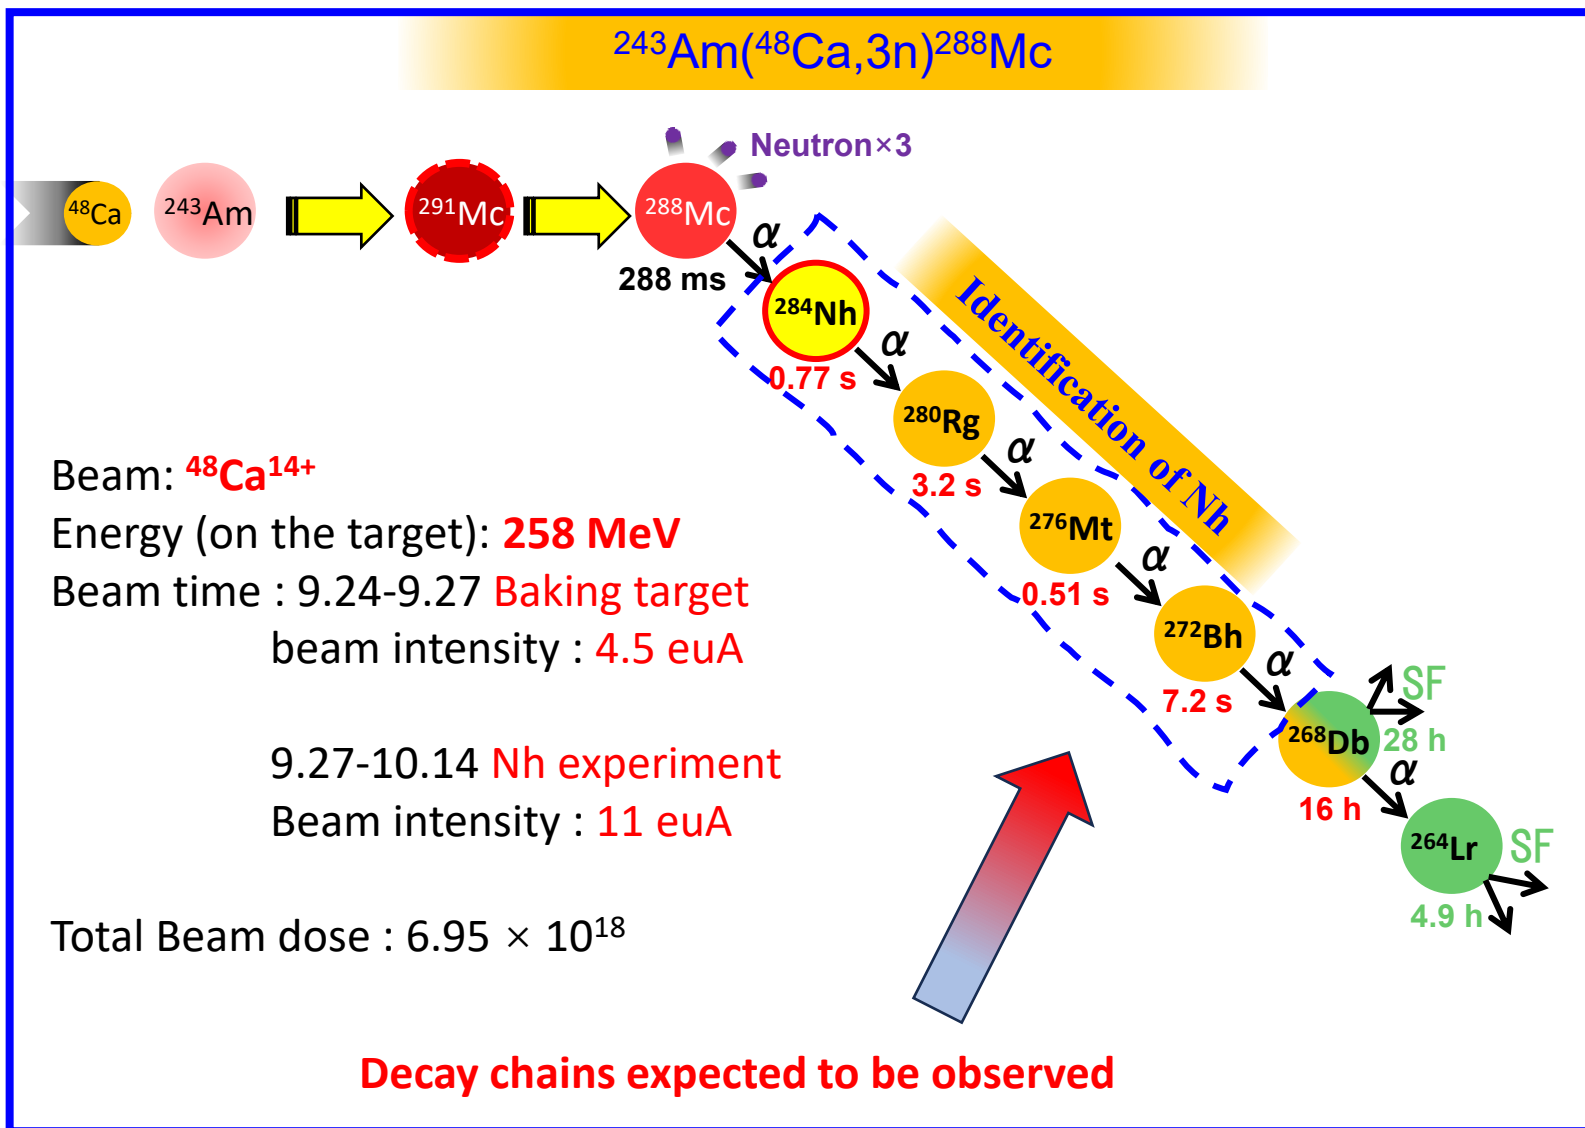 ²⁴³Am(⁴⁸Ca,3n)²⁸⁸Mc
Neutron×3
⁴⁸Ca
²⁴³Am
²⁹¹Mc
²⁸⁸Mc
α
288 ms
²⁸⁴Nh
α
0.77 s
Identification of Nh
²⁸⁰Rg
α
3.2 s
²⁷⁶Mt
α
0.51 s
²⁷²Bh
α
7.2 s
SF
²⁶⁸Db
28 h
α
16 h
²⁶⁴Lr
SF
4.9 h
Beam: ⁴⁸Ca¹⁴⁺
Energy (on the target): 258 MeV
Beam time : 9.24-9.27 Baking target
beam intensity : 4.5 euA
9.27-10.14 Nh experiment
Beam intensity : 11 euA
Total Beam dose : 6.95 × 10¹⁸
Decay chains expected to be observed